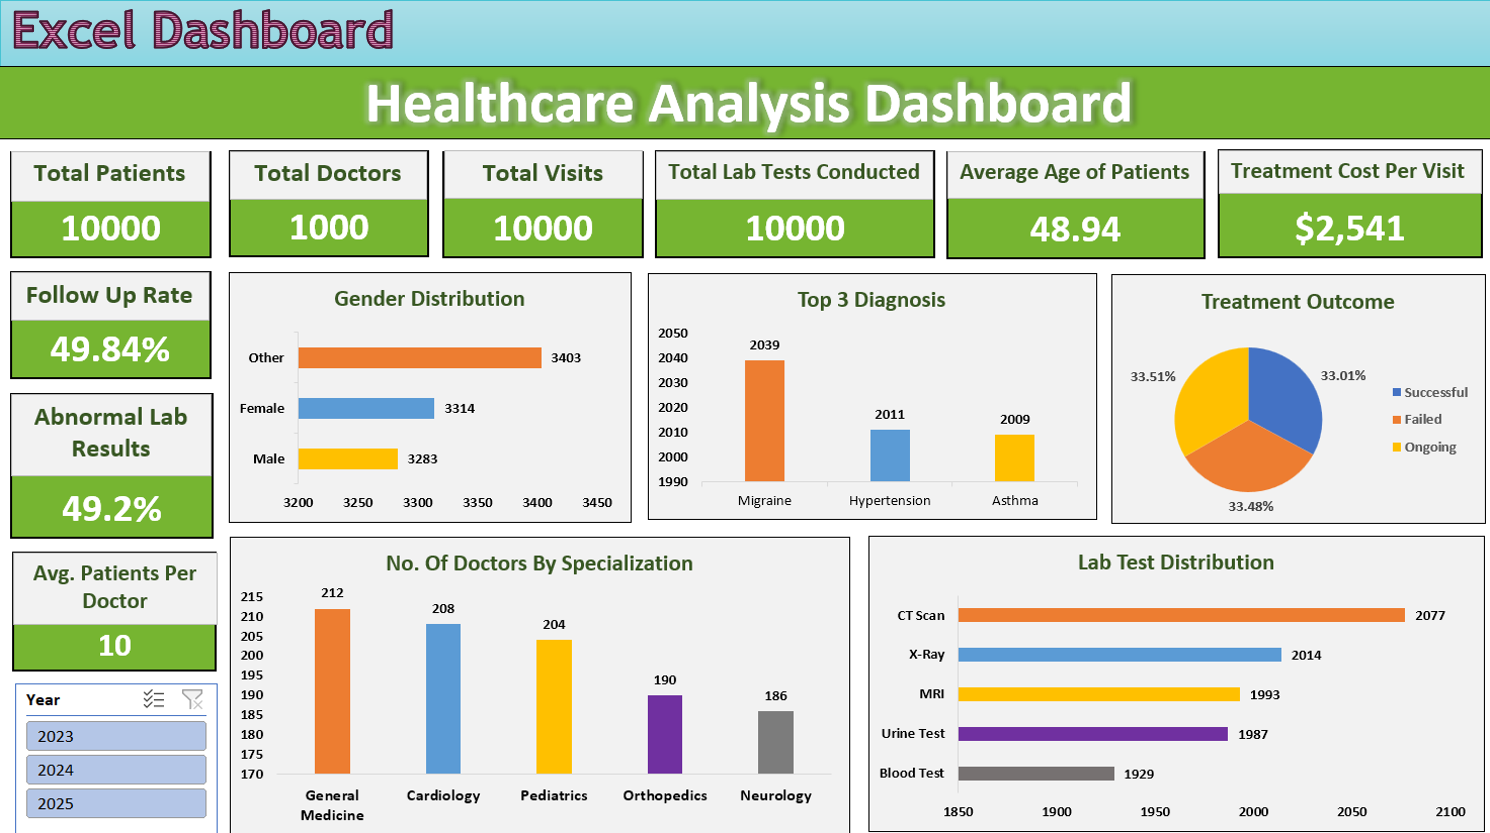 Excel Dashboard
Healthcare Analysis Dashboard
Total Patients
10000
Total Doctors
1000
Total Visits
10000
Total Lab Tests Conducted
10000
Average Age of Patients
48.94
Treatment Cost Per Visit
$2,541
Follow Up Rate
49.84%
Abnormal Lab
Results
49.2%
Avg. Patients Per
Doctor
10
Year
2023
2024
2025
Gender Distribution
Other 3403
Female 3314
Male 3283
3200 3250 3300 3350 3400 3450
Top 3 Diagnosis
2050
2040
2030
2020
2010
2000
1990
2039
2011
2009
Migraine Hypertension Asthma
Treatment Outcome
33.51%
33.01%
33.48%
Successful
Failed
Ongoing
No. Of Doctors By Specialization
215
210
205
200
195
190
185
180
175
170
212
208
204
190
186
General
Medicine
Cardiology
Pediatrics
Orthopedics
Neurology
Lab Test Distribution
CT Scan 2077
X-Ray 2014
MRI 1993
Urine Test 1987
Blood Test 1929
1850 1900 1950 2000 2050 2100